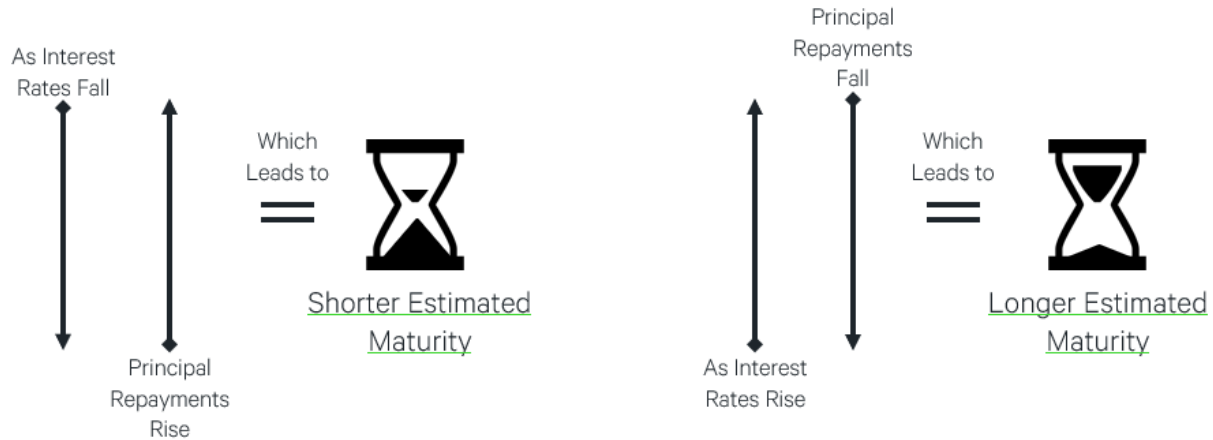 As Interest
Rates Fall
Principal
Repayments
Rise
Which
Leads to
Shorter Estimated
Maturity
As Interest
Rates Rise
Principal
Repayments
Fall
Which
Leads to
Longer Estimated
Maturity